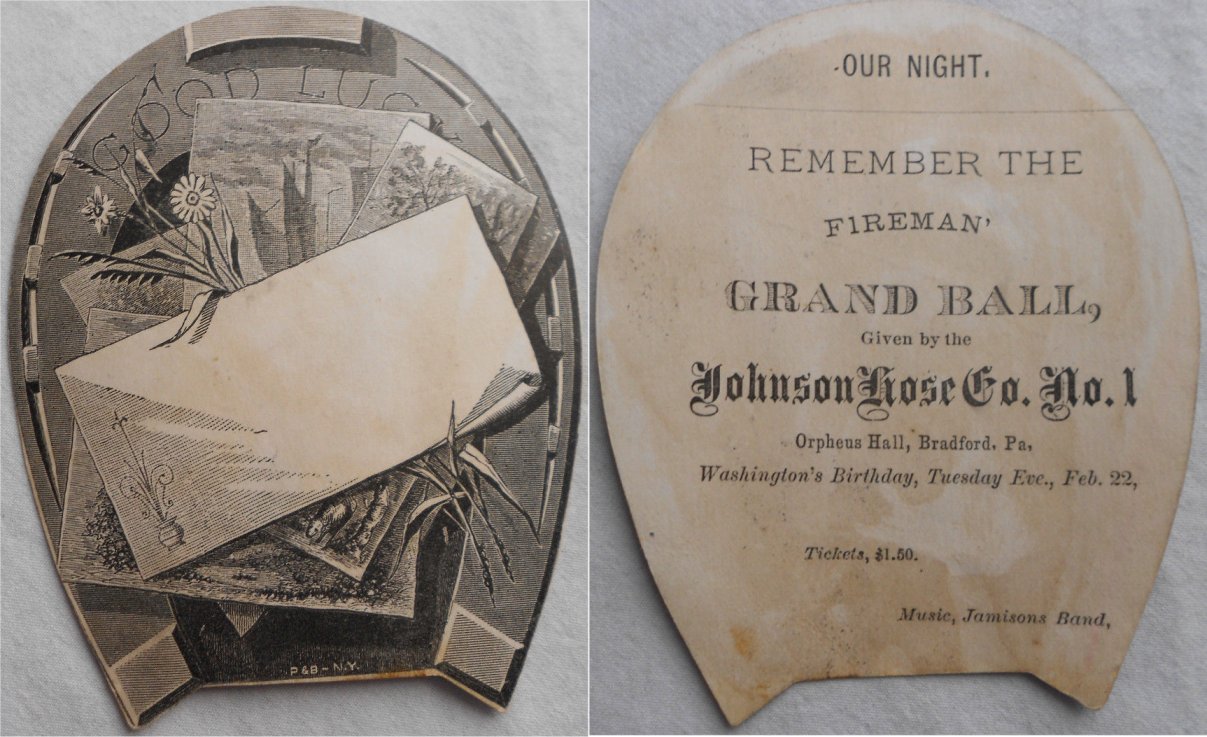 GOOD LUCK
P & B - N.Y.
OUR NIGHT.
REMEMBER THE
FIREMAN'
GRAND BALL,
Given by the
Johnson Hose Co. No. 1
Orpheus Hall, Bradford, Pa,
Washington's Birthday, Tuesday Eve., Feb. 22,
Tickets, $1.50.
Music, Jamisons Band,